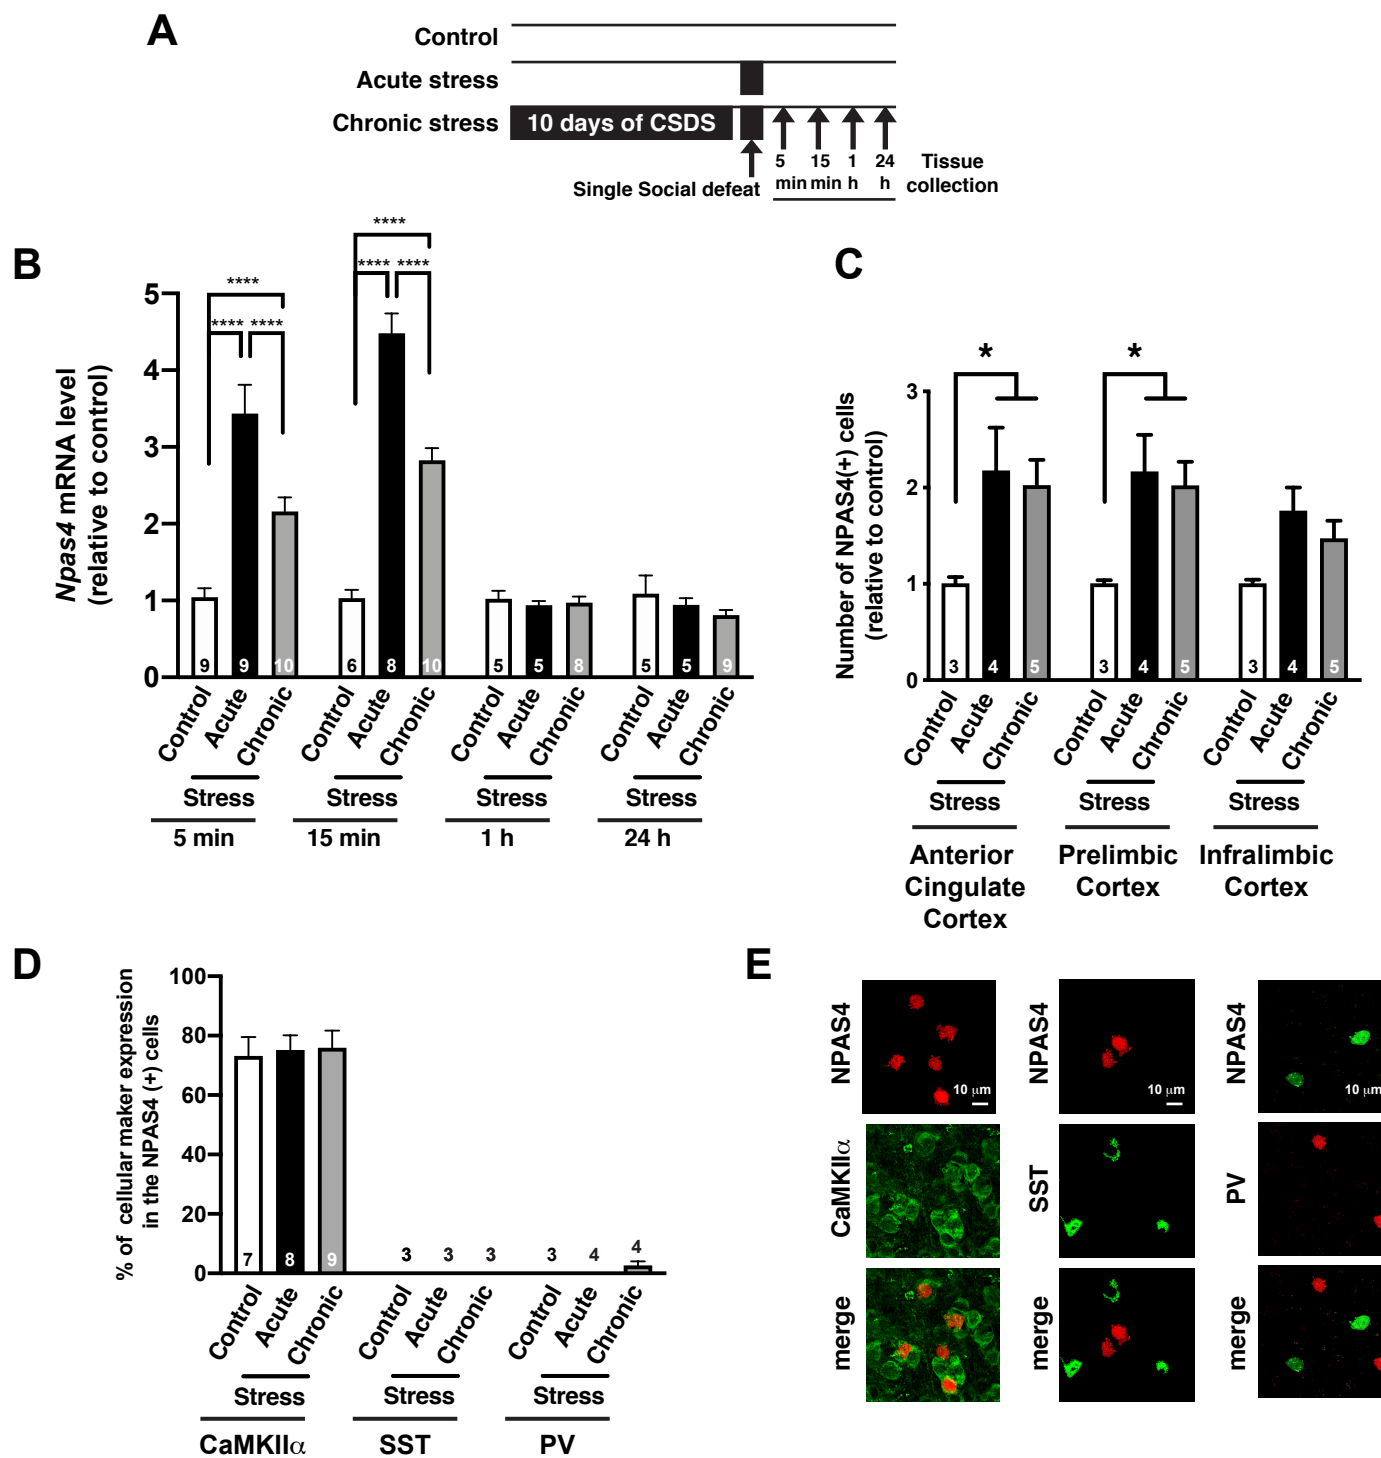 A
Control
Acute stress
Chronic stress
10 days of CSDS
5 15 1 24 Tissue
min min h h collection
Single Social defeat
B
**** 
**** ****
****
**** ****
Npas4 mRNA level
(relative to control)
5
4
3
2
1
0
9 9 10 6 8 10 5 5 8 5 5 9
Control Acute Chronic Control Acute Chronic Control Acute Chronic Control Acute Chronic
Stress Stress Stress Stress
5 min 15 min 1 h 24 h
C
* *
Number of NPAS4(+) cells
(relative to control)
3
2
1
0
3 4 5 3 4 5 3 4 5
Control Acute Chronic Control Acute Chronic Control Acute Chronic
Stress Stress Stress
Anterior Prelimbic Infralimbic
Cingulate Cortex Cortex
Cortex
D
% of cellular maker expression
in the NPAS4 (+) cells
100
80
60
40
20
0
7 8 9 3 3 3 3 4 4
Control Acute Chronic Control Acute Chronic Control Acute Chronic
Stress Stress Stress
CaMKIIα SST PV
E
NPAS4 NPAS4 NPAS4
10 μm 10 μm 10 μm
CaMKIIα SST PV
merge merge merge